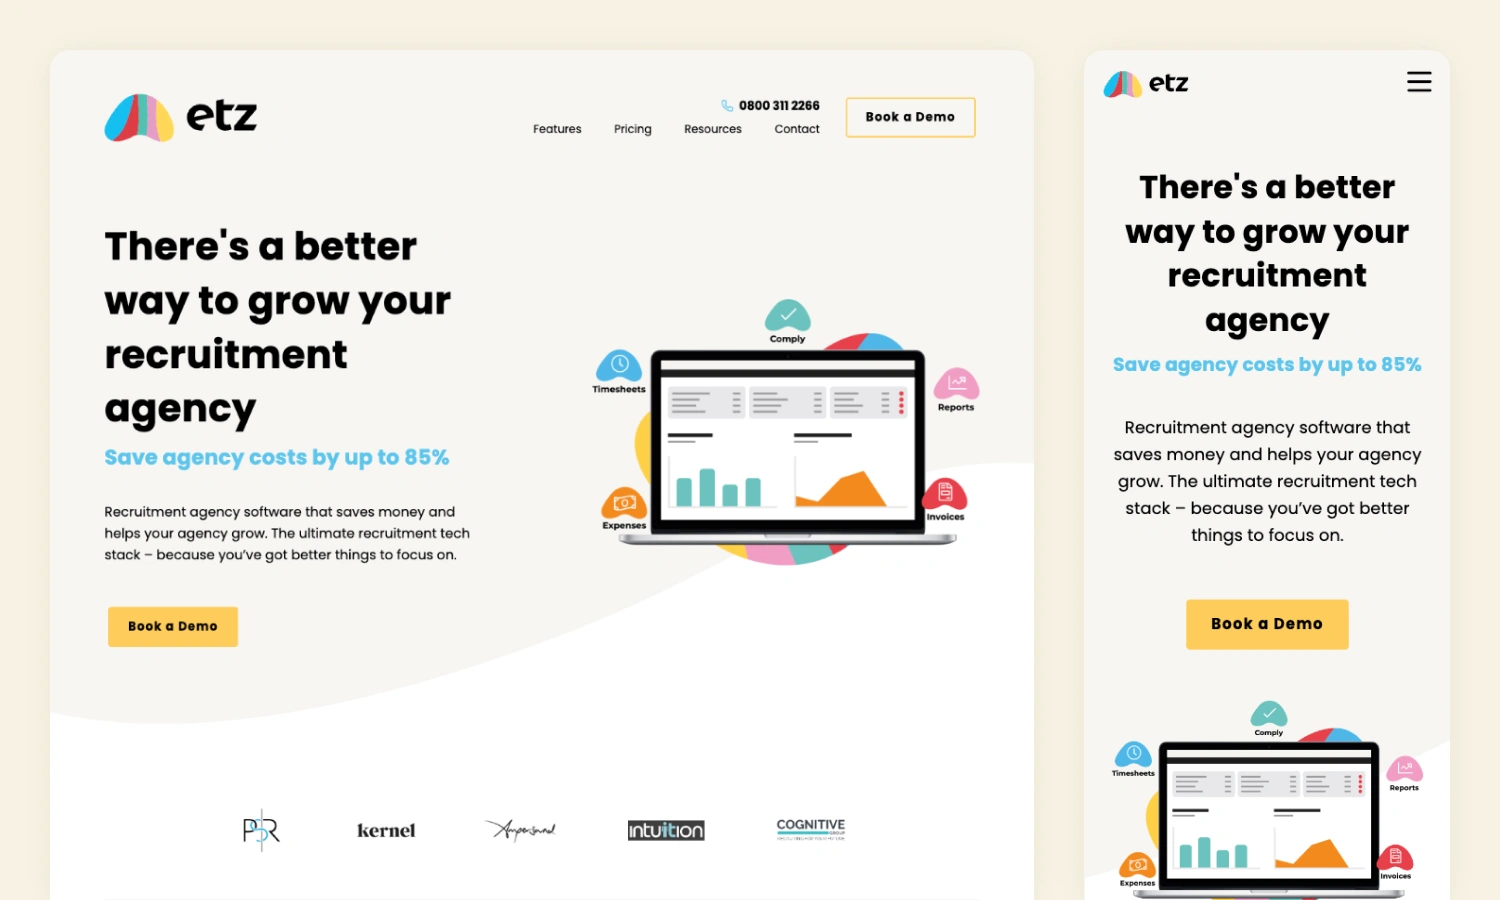 etz
0800 311 2266
Features Pricing Resources Contact
Book a Demo
There's a better
way to grow your
recruitment
agency
Save agency costs by up to 85%
Recruitment agency software that saves money and
helps your agency grow. The ultimate recruitment tech
stack – because you’ve got better things to focus on.
Book a Demo
Comply
Timesheets
Reports
Expenses
Invoices
PSR
kernel
Ampersand
intuition
COGNITIVE
GROUP
etz
There's a better
way to grow your
recruitment
agency
Save agency costs by up to 85%
Recruitment agency software that
saves money and helps your agency
grow. The ultimate recruitment tech
stack – because you’ve got better
things to focus on.
Book a Demo
Comply
Timesheets
Reports
Expenses
Invoices